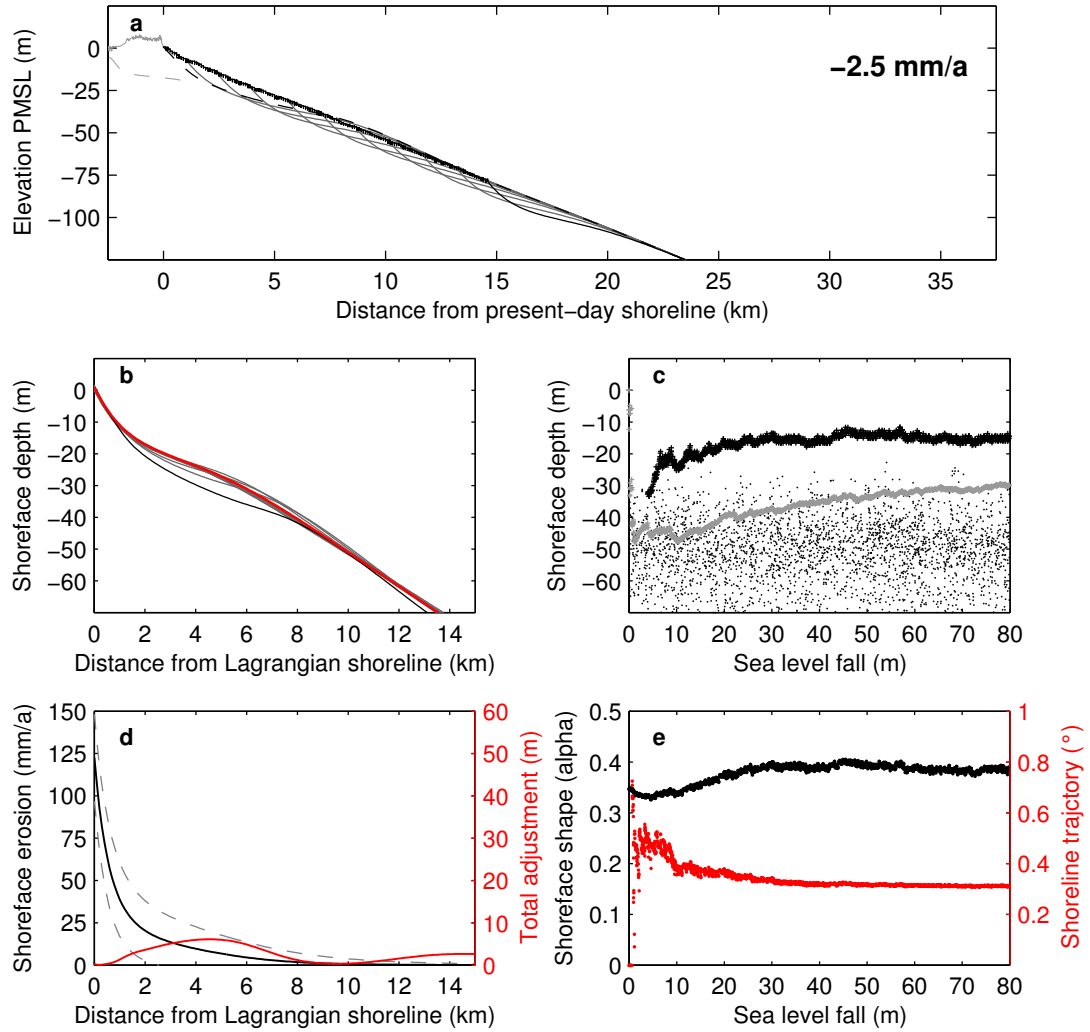 a
−2.5 mm/a
Elevation PMSL (m)
0
−25
−50
−75
−100
0 5 10 15 20 25 30 35
Distance from present−day shoreline (km)
b
Shoreface depth (m)
0
−10
−20
−30
−40
−50
−60
0 2 4 6 8 10 12 14
Distance from Lagrangian shoreline (km)
c
Shoreface depth (m)
0
−10
−20
−30
−40
−50
−60
0 10 20 30 40 50 60 70 80
Sea level fall (m)
d
Shoreface erosion (mm/a)
150
125
100
75
50
25
0
Total adjustment (m)
60
50
40
30
20
10
0
0 2 4 6 8 10 12 14
Distance from Lagrangian shoreline (km)
e
Shoreface shape (alpha)
0.5
0.4
0.3
0.2
0.1
0
Shoreline trajctory (°)
1
0.8
0.6
0.4
0.2
0
0 10 20 30 40 50 60 70 80
Sea level fall (m)